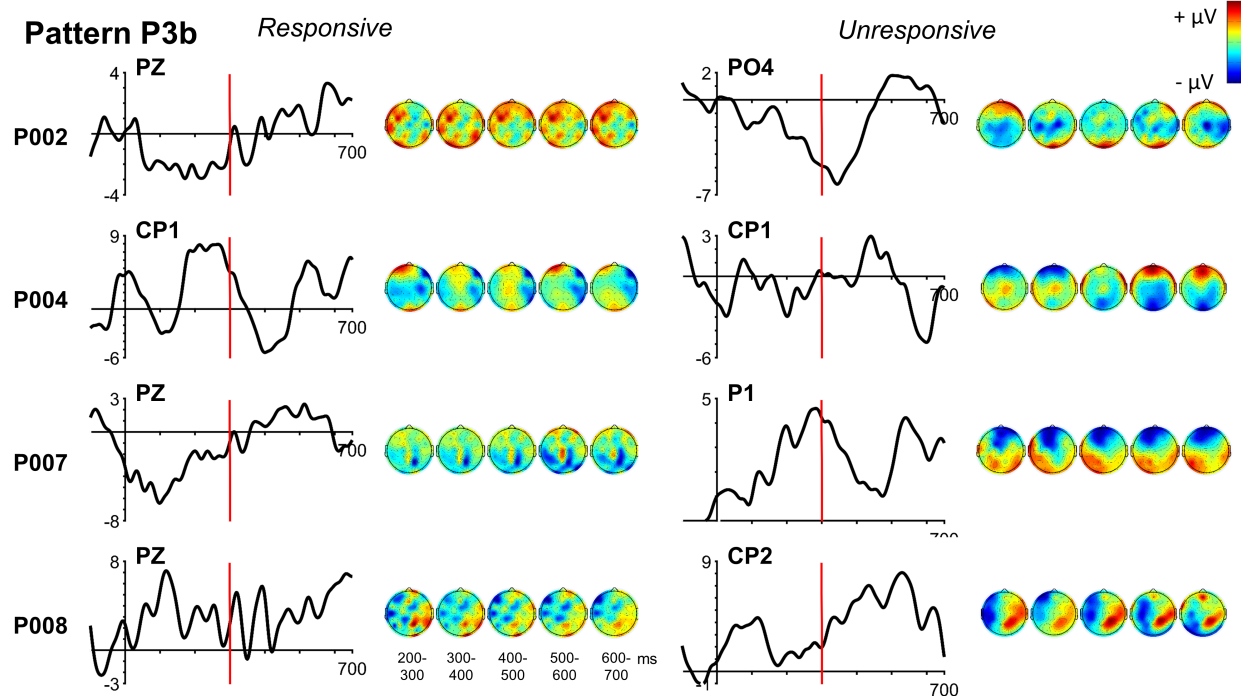 Pattern P3b
Responsive
Unresponsive
+ µV
- µV
P002
PZ
4
-4
700
PO4
2
-7
700
P004
CP1
9
-6
700
CP1
3
-6
700
P007
PZ
3
-8
700
P1
5
700
P008
PZ
8
-3
700
200-
300
300-
400
400-
500
500-
600
600-
700
ms
CP2
9
-1
700